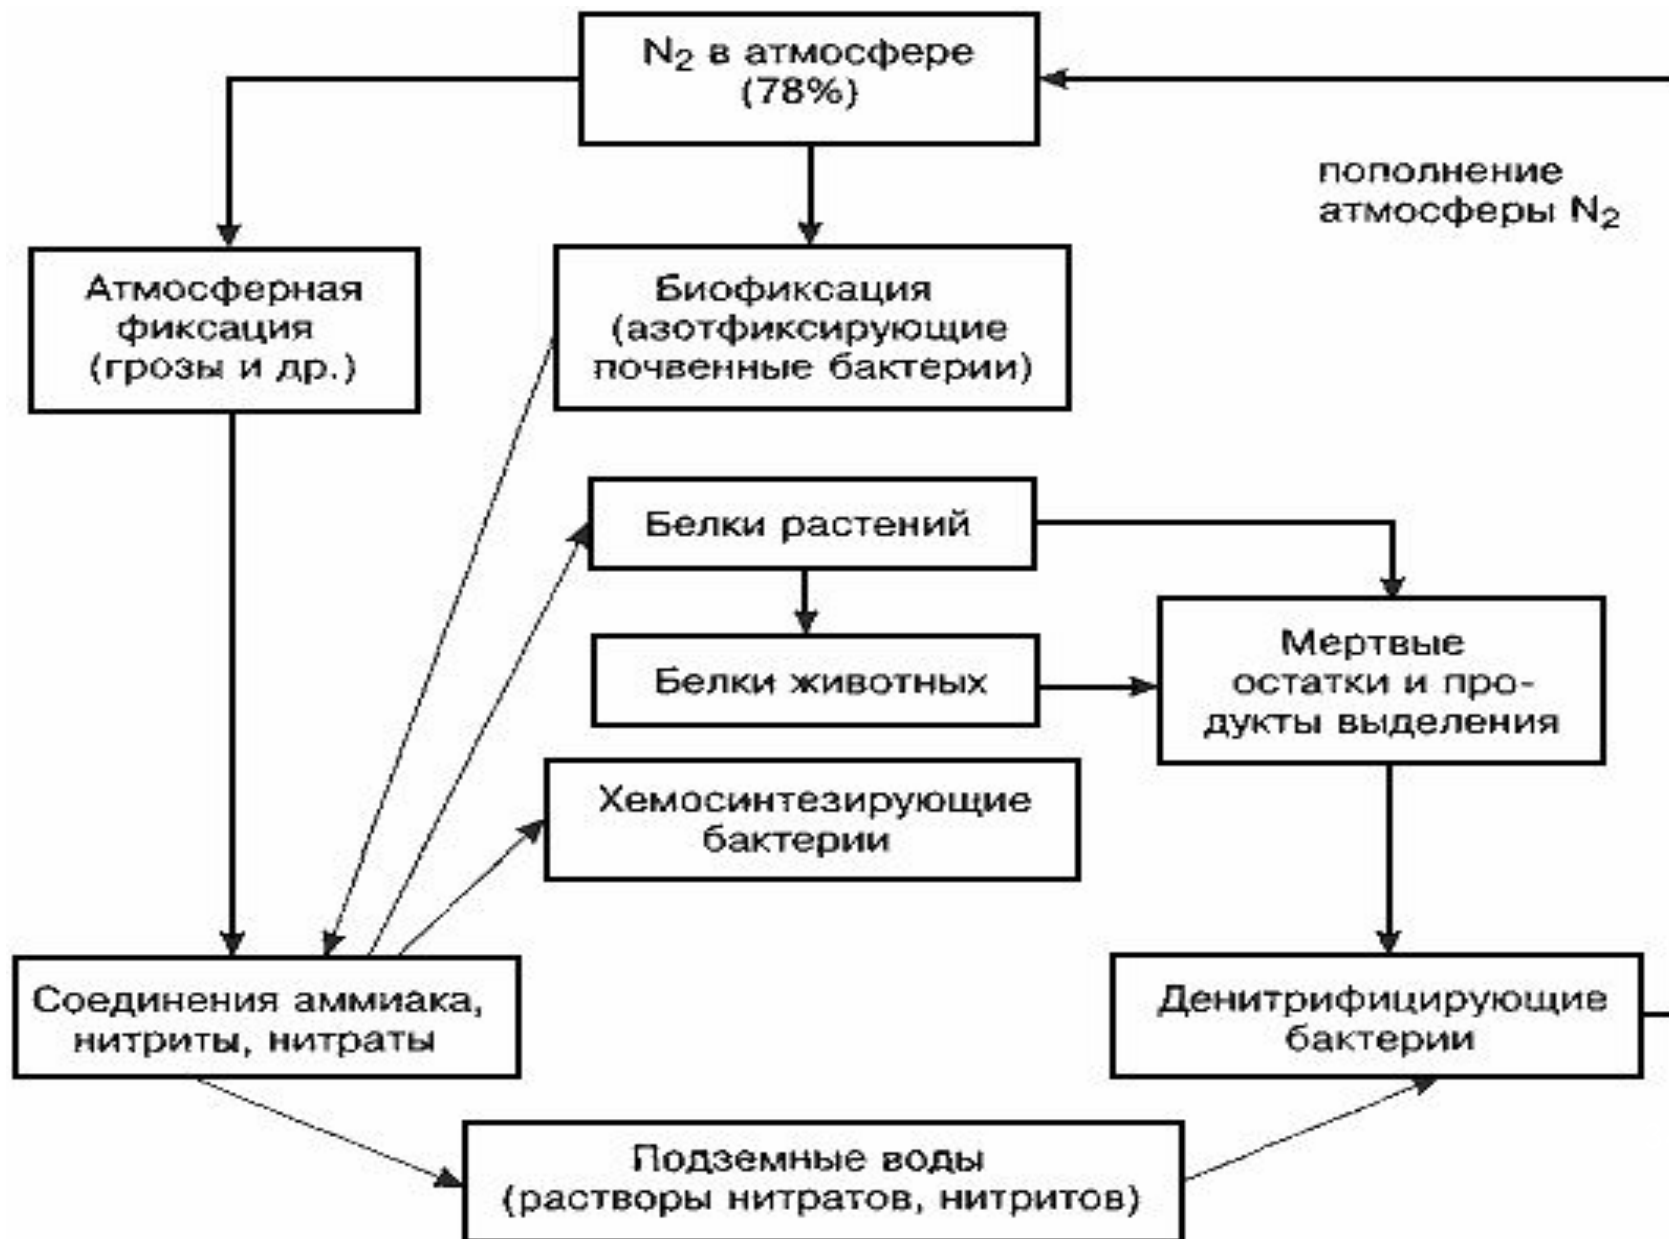 N₂ в атмосфере
(78%)
пополнение
атмосферы N₂
Атмосферная
фиксация
(грозы и др.)
Биофиксация
(азотфиксирующие
почвенные бактерии)
Белки растений
Белки животных
Мертвые
остатки и про-
дукты выделения
Хемосинтезирующие
бактерии
Соединения аммиака,
нитриты, нитраты
Денитрифицирующие
бактерии
Подземные воды
(растворы нитратов, нитритов)